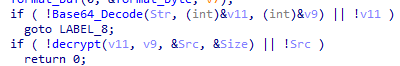 if ( !Base64_Decode(Str, (int)&v11, (int)&v9) || !v11 )
goto LABEL_8;
if ( !decrypt(v11, v9, &Src, &Size) || !Src )
return 0;